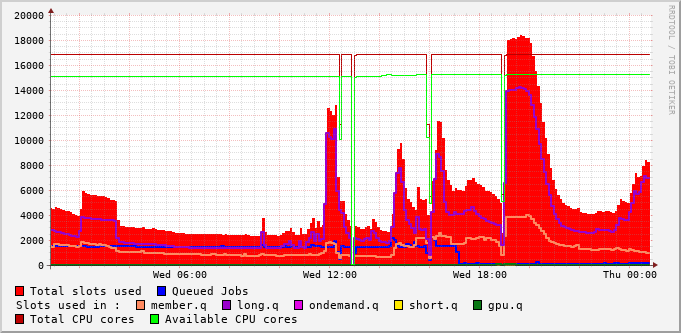 20000
18000
16000
14000
12000
10000
8000
6000
4000
2000
0
Wed 06:00 Wed 12:00 Wed 18:00 Thu 00:00
RRDTOOL / TOBI OETIKER
Total slots used Queued Jobs
Slots used in : member.q long.q ondemand.q short.q gpu.q
Total CPU cores Available CPU cores